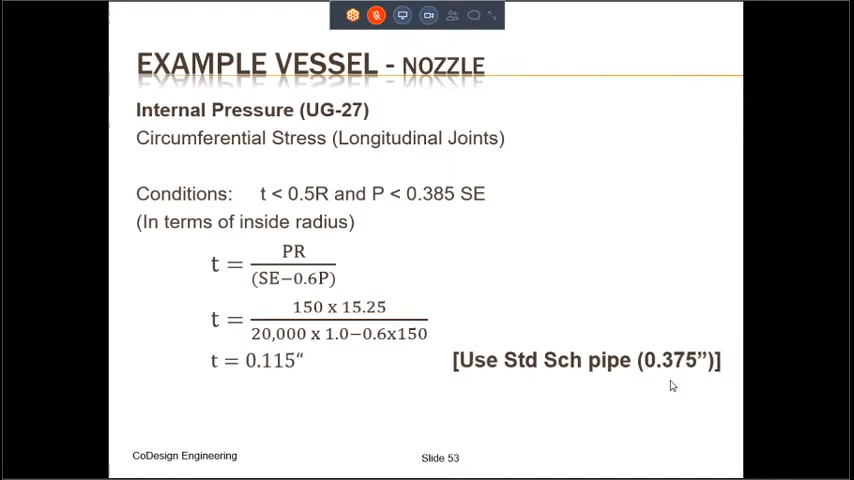 EXAMPLE VESSEL - NOZZLE
Internal Pressure (UG-27)
Circumferential Stress (Longitudinal Joints)
Conditions: t < 0.5R and P < 0.385 SE
(In terms of inside radius)
t = PR / (SE−0.6P)
t = 150 x 15.25 / 20,000 x 1.0−0.6x150
t = 0.115“ [Use Std Sch pipe (0.375”)]
CoDesign Engineering Slide 53